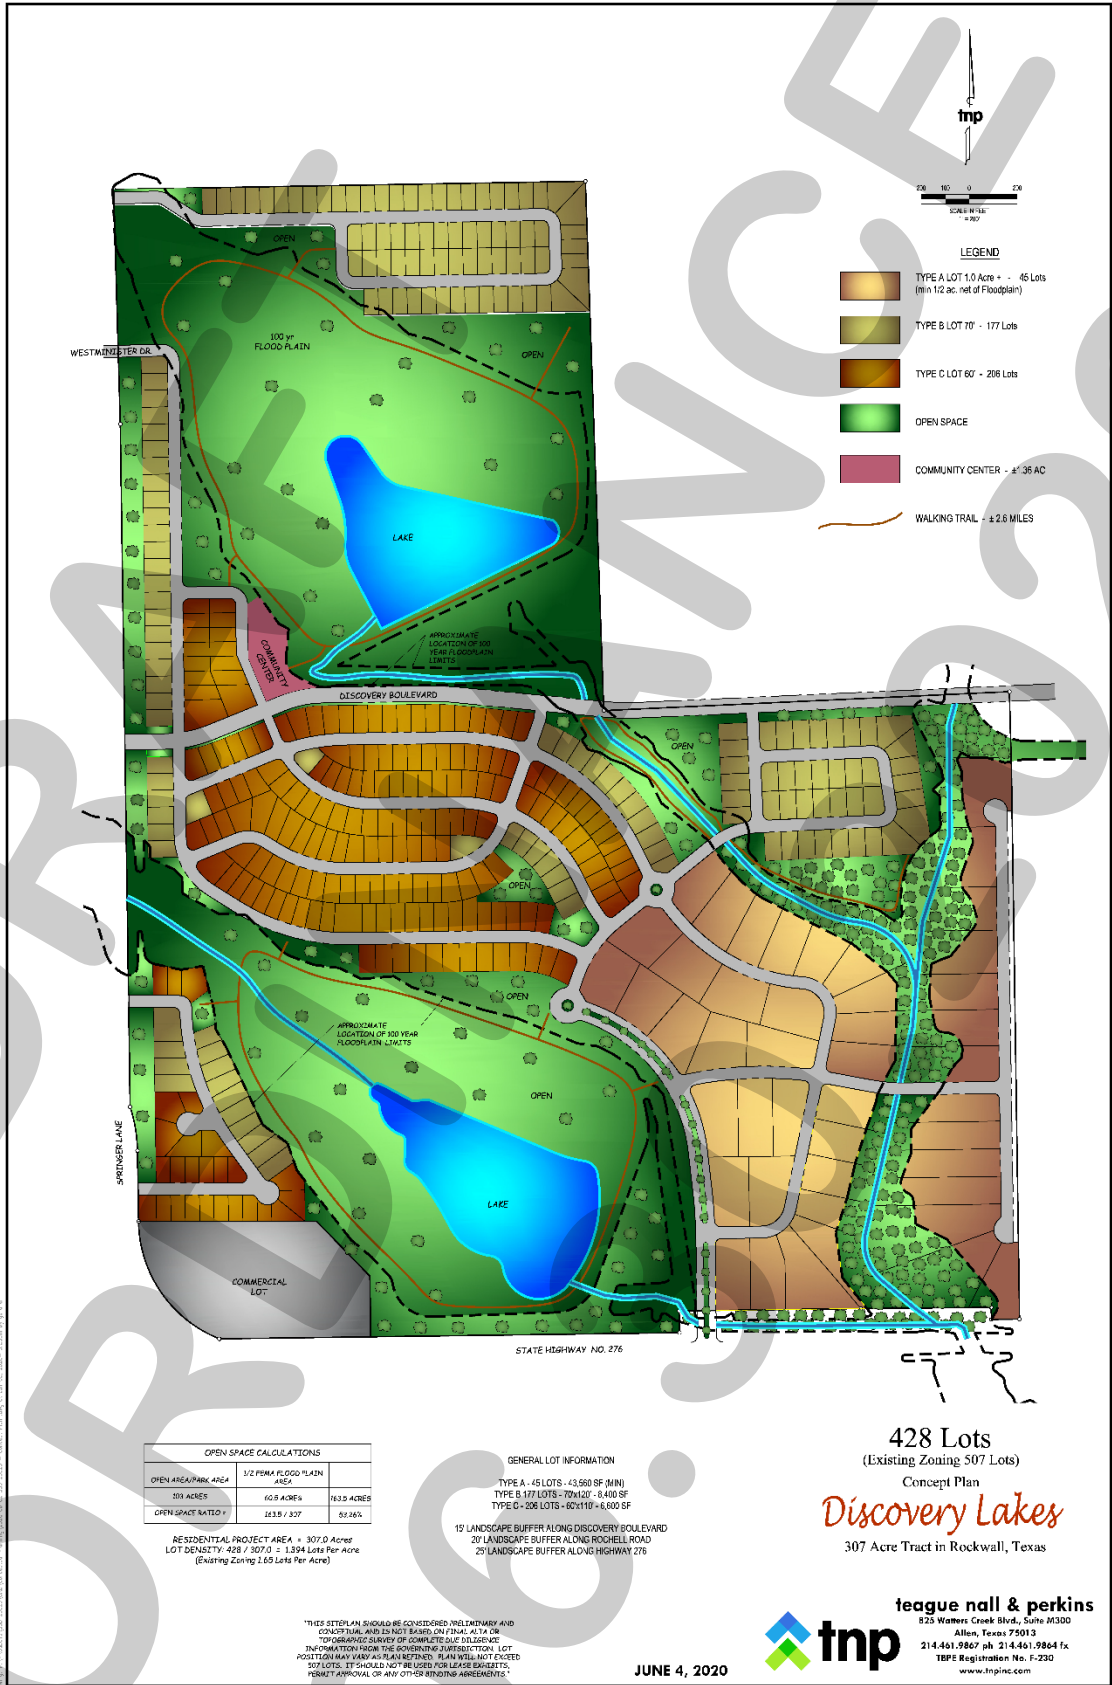 tnp
200 100 0 200
SCALE IN FEET
1" = 200'
LEGEND
TYPE A LOT 1.0 Acre + - 45 Lots
(min 1/2 ac. net of Floodplain)
TYPE B LOT 70' - 177 Lots
TYPE C LOT 60' - 206 Lots
OPEN SPACE
COMMUNITY CENTER - ±1.36 AC
WALKING TRAIL - ± 2.6 MILES
OPEN
100 yr
FLOOD PLAIN
WESTMINISTER DR.
OPEN
LAKE
APPROXIMATE
LOCATION OF 100
YEAR FLOODPLAIN
LIMITS
COMMUNITY
CENTER
DISCOVERY BOULEVARD
OPEN
OPEN
OPEN
APPROXIMATE
LOCATION OF 100 YEAR
FLOODPLAIN LIMITS
OPEN
SPRINGER LANE
LAKE
COMMERCIAL
LOT
STATE HIGHWAY NO. 276
OPEN SPACE CALCULATIONS
OPEN AREA/PARK AREA 1/2 FEMA FLOOD PLAIN AREA
103 ACRES 60.5 ACRES 163.5 ACRES
OPEN SPACE RATIO = 163.5 / 307 53.26%
RESIDENTIAL PROJECT AREA = 307.0 Acres
LOT DENSITY: 428 / 307.0 = 1.394 Lots Per Acre
(Existing Zoning 1.65 Lots Per Acre)
GENERAL LOT INFORMATION
TYPE A - 45 LOTS - 43,560 SF (MIN)
TYPE B 177 LOTS - 70'x120' - 8,400 SF
TYPE C - 206 LOTS - 60'x110' - 6,600 SF
15' LANDSCAPE BUFFER ALONG DISCOVERY BOULEVARD
20' LANDSCAPE BUFFER ALONG ROCHELL ROAD
25' LANDSCAPE BUFFER ALONG HIGHWAY 276
428 Lots
(Existing Zoning 507 Lots)
Concept Plan
Discovery Lakes
307 Acre Tract in Rockwall, Texas
"THIS SITEPLAN SHOULD BE CONSIDERED PRELIMINARY AND
CONCEPTUAL AND IS NOT BASED ON FINAL ALTA OR
TOPOGRAPHIC SURVEY OF COMPLETE DUE DILIGENCE
INFORMATION FROM THE GOVERNING JURISDICTION. LOT
POSITION MAY VARY AS PLAN REFINED. PLAN WILL NOT EXCEED
507 LOTS. IT SHOULD NOT BE USED FOR LEASE EXHIBITS,
PERMIT APPROVAL OR ANY OTHER BINDING AGREEMENTS."
JUNE 4, 2020
tnp
teague nall & perkins
825 Watters Creek Blvd., Suite M300
Allen, Texas 75013
214.461.9867 ph 214.461.9864 fx
TBPE Registration No. F-230
www.tnpinc.com